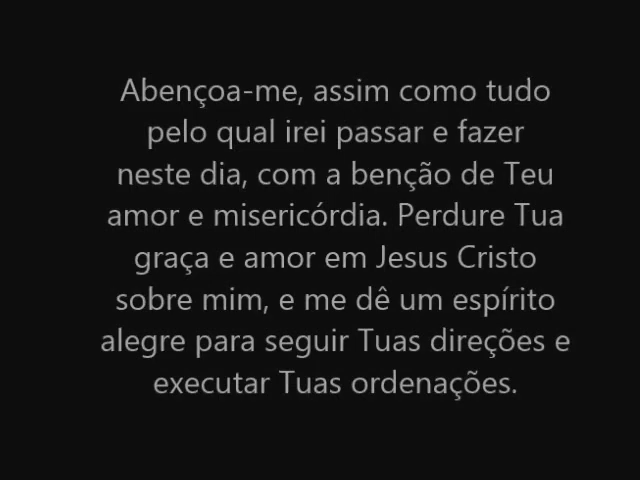 Abençoa-me, assim como tudo
pelo qual irei passar e fazer
neste dia, com a benção de Teu
amor e misericórdia. Perdure Tua
graça e amor em Jesus Cristo
sobre mim, e me dê um espírito
alegre para seguir Tuas direções e
executar Tuas ordenações.